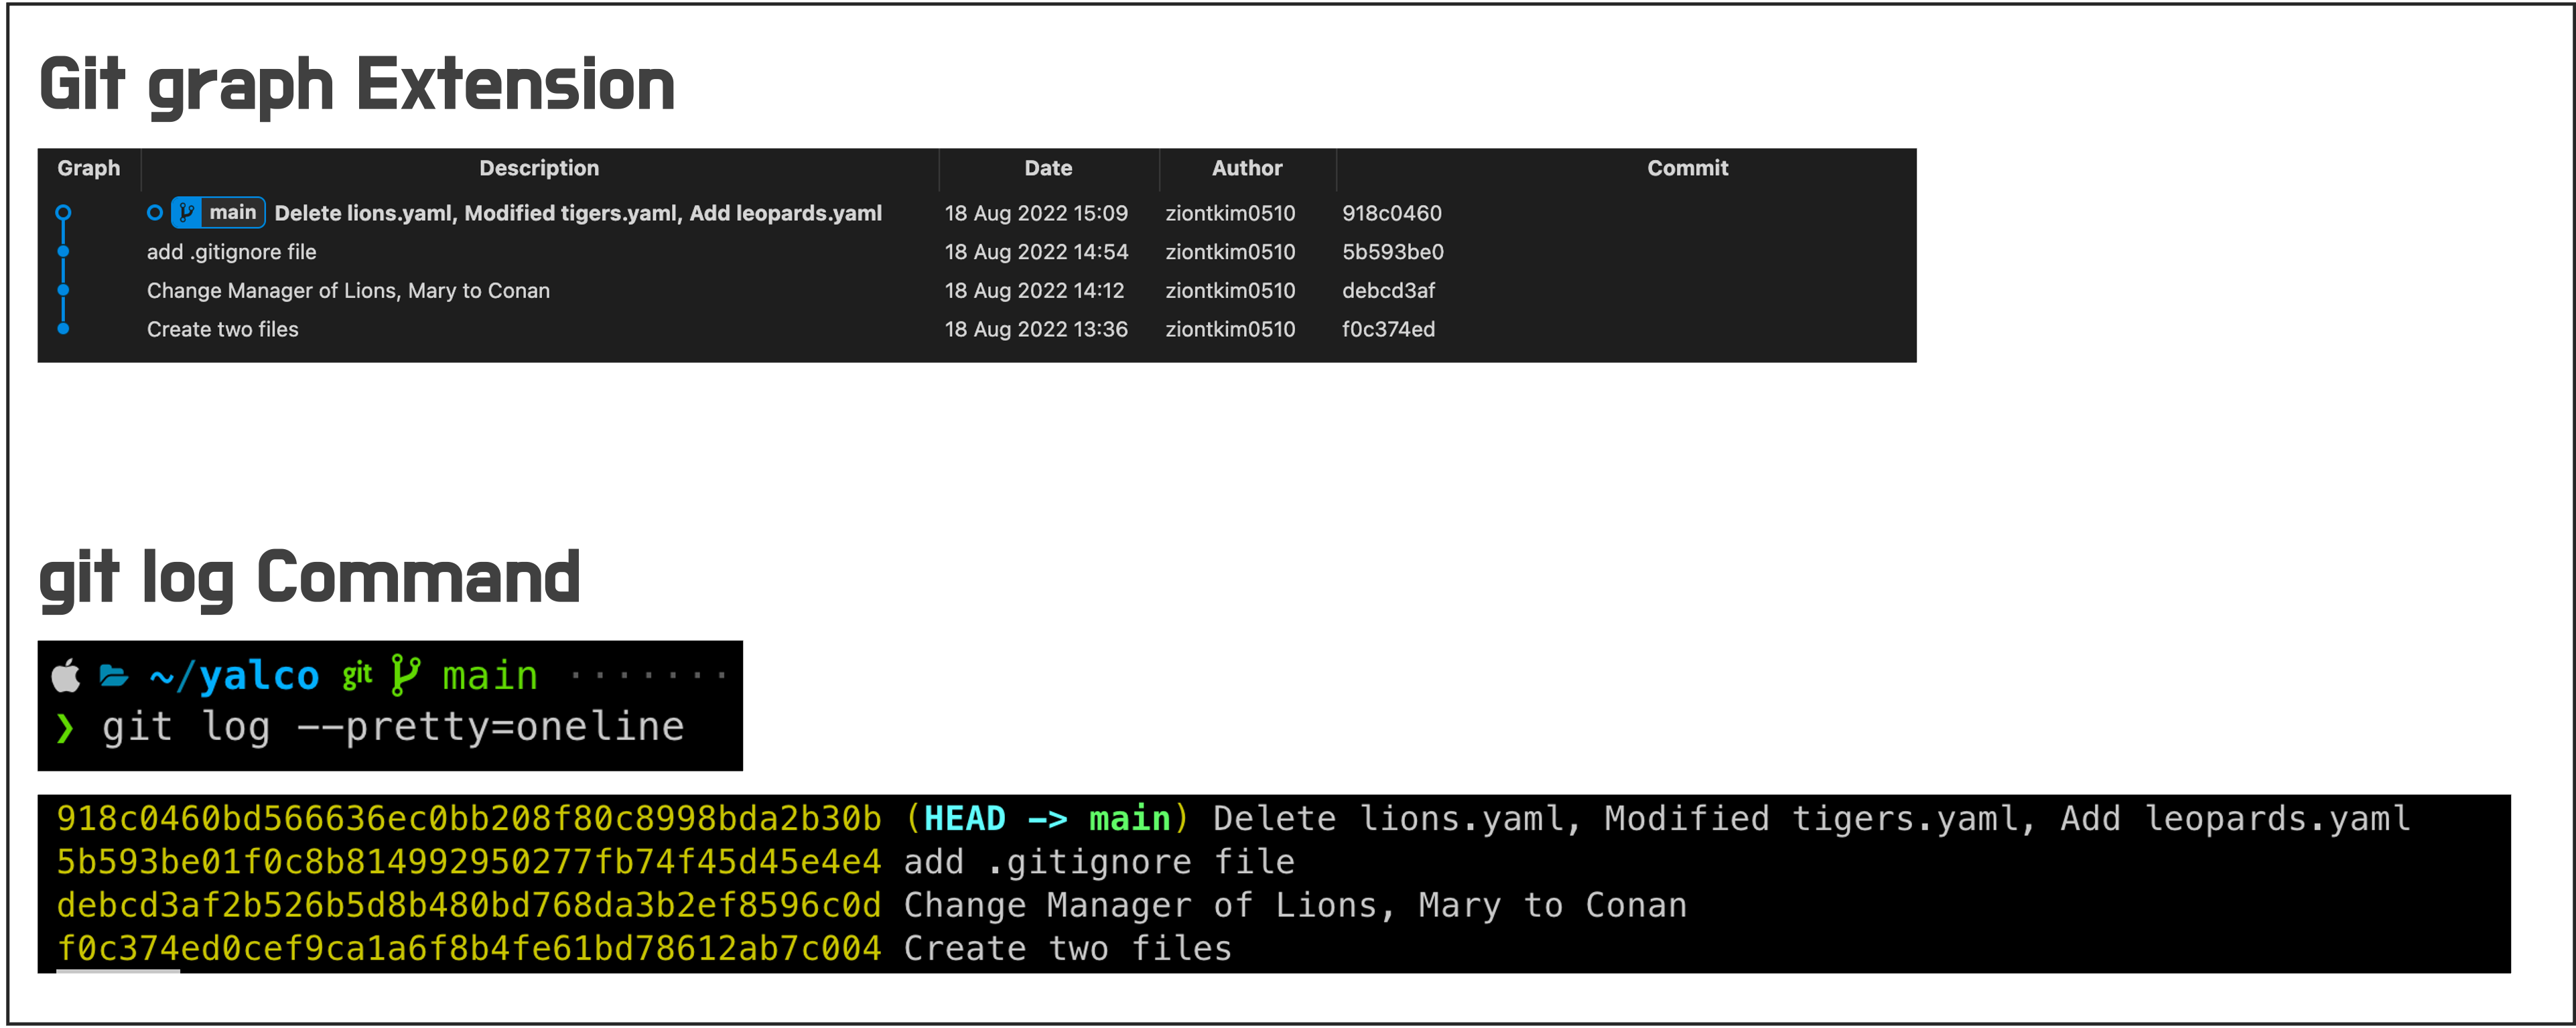 Git graph Extension
Graph Description Date Author Commit
main Delete lions.yaml, Modified tigers.yaml, Add leopards.yaml 18 Aug 2022 15:09 ziontkim0510 918c0460
add .gitignore file 18 Aug 2022 14:54 ziontkim0510 5b593be0
Change Manager of Lions, Mary to Conan 18 Aug 2022 14:12 ziontkim0510 debcd3af
Create two files 18 Aug 2022 13:36 ziontkim0510 f0c374ed
git log Command
~/yalco git main ·······
❯ git log --pretty=oneline
918c0460bd566636ec0bb208f80c8998bda2b30b (HEAD -> main) Delete lions.yaml, Modified tigers.yaml, Add leopards.yaml
5b593be01f0c8b814992950277fb74f45d45e4e4 add .gitignore file
debcd3af2b526b5d8b480bd768da3b2ef8596c0d Change Manager of Lions, Mary to Conan
f0c374ed0cef9ca1a6f8b4fe61bd78612ab7c004 Create two files